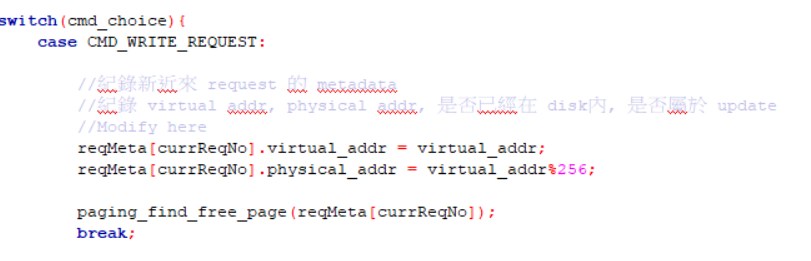 switch(cmd_choice){
case CMD_WRITE_REQUEST:
//紀錄新近來 request 的 metadata
//紀錄 virtual addr, physical addr, 是否已經在 disk內, 是否屬於 update
//Modify here
reqMeta[currReqNo].virtual_addr = virtual_addr;
reqMeta[currReqNo].physical_addr = virtual_addr%256;
paging_find_free_page(reqMeta[currReqNo]);
break;